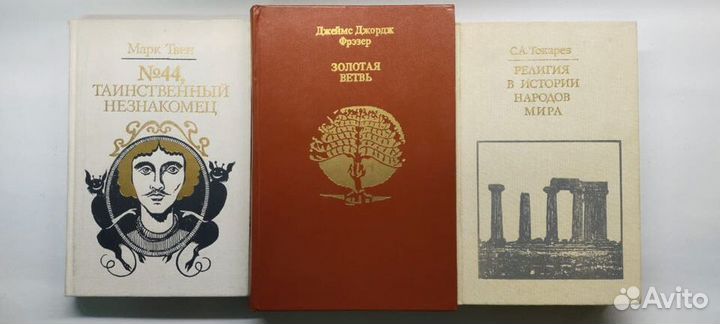 Марк Твен
№44,
ТАИНСТВЕННЫЙ
НЕЗНАКОМЕЦ
Джеймс Джордж
Фрэзер
ЗОЛОТАЯ
ВЕТВЬ
С.А. Токарев
РЕЛИГИЯ
В ИСТОРИИ
НАРОДОВ
МИРА
Avito